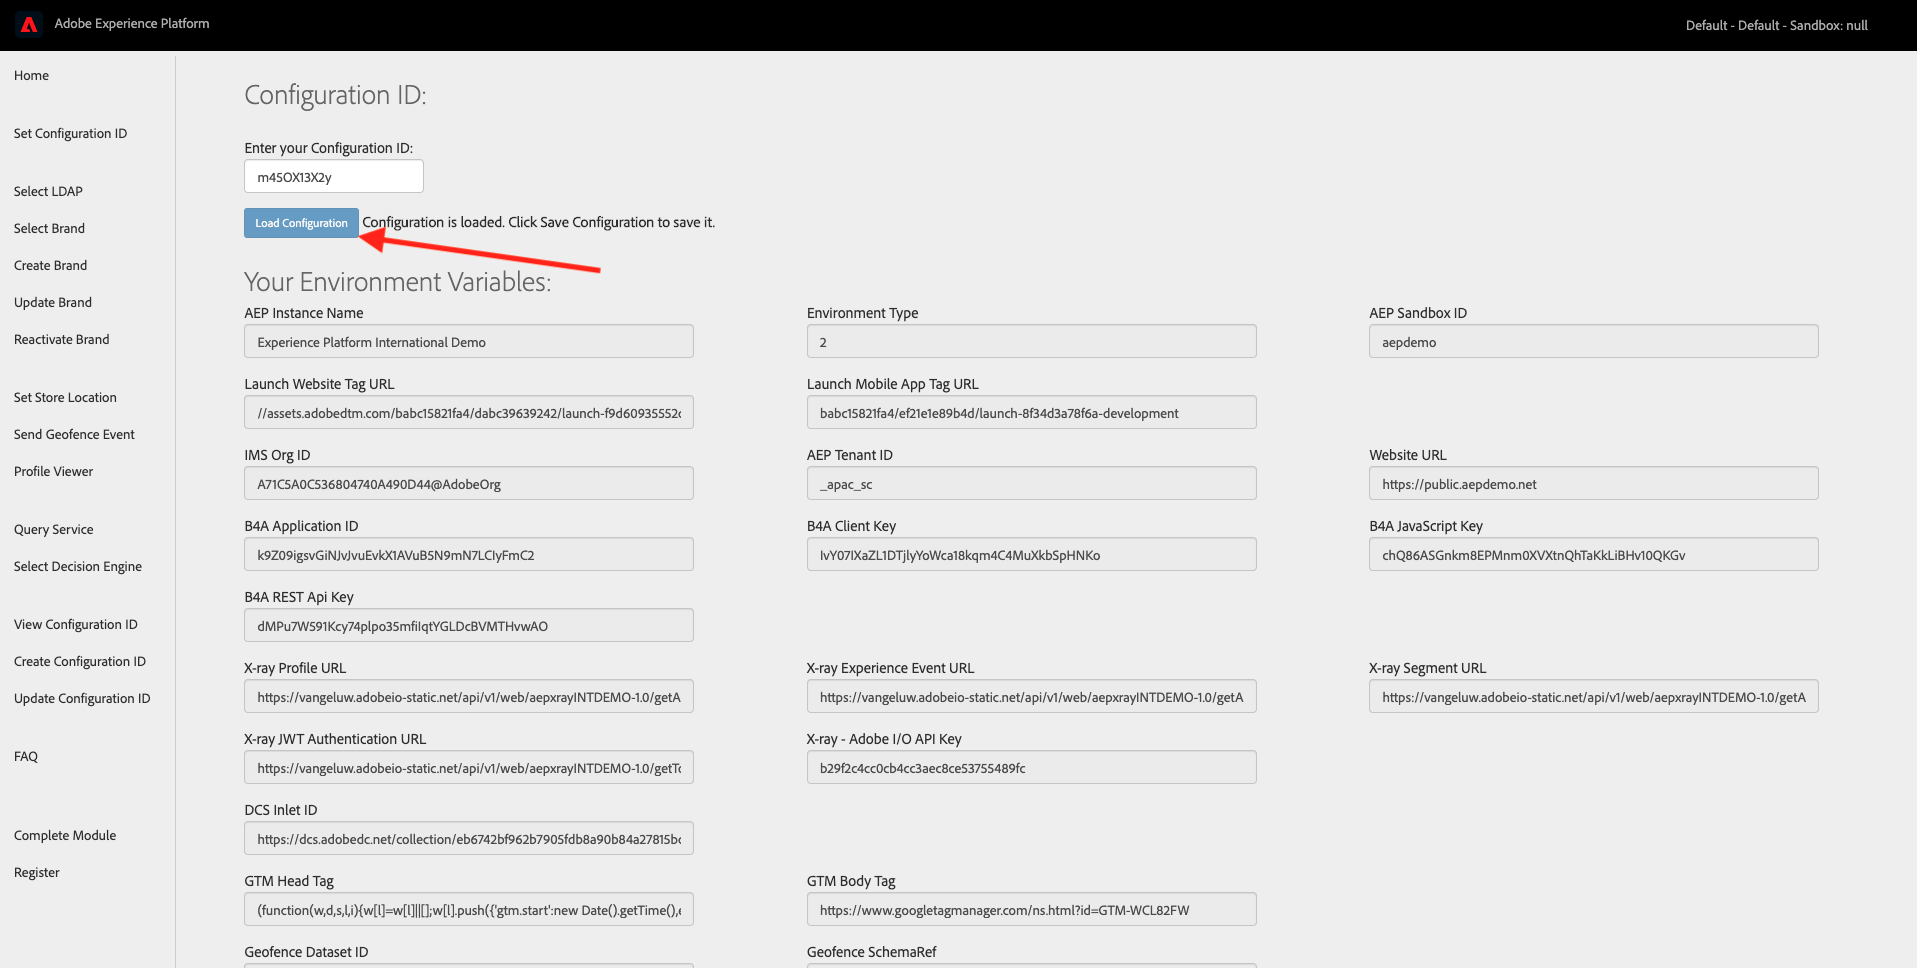 Adobe Experience Platform
Default - Default - Sandbox: null
Home
Set Configuration ID
Select LDAP
Select Brand
Create Brand
Update Brand
Reactivate Brand
Set Store Location
Send Geofence Event
Profile Viewer
Query Service
Select Decision Engine
View Configuration ID
Create Configuration ID
Update Configuration ID
FAQ
Complete Module
Register
Configuration ID:
Enter your Configuration ID:
m45OX13X2y
Load Configuration Configuration is loaded. Click Save Configuration to save it.
Your Environment Variables:
AEP Instance Name
Experience Platform International Demo
Environment Type
2
AEP Sandbox ID
aepdemo
Launch Website Tag URL
//assets.adobedtm.com/babc15821fa4/dabc39639242/launch-f9d60935552c
Launch Mobile App Tag URL
babc15821fa4/ef21e1e89b4d/launch-8f34d3a78f6a-development
IMS Org ID
A71C5A0C536804740A490D44@AdobeOrg
AEP Tenant ID
_apac_sc
Website URL
https://public.aepdemo.net
B4A Application ID
k9Z09igsvGiNJvJvuEvkX1AVuB5N9mN7LCIyFmC2
B4A Client Key
IvY07IXaZL1DTjlyYoWca18kqm4C4MuXkbSpHNKo
B4A JavaScript Key
chQ86ASGnkm8EPMnm0XVXtnQhTaKkLiBHv10QKGv
B4A REST Api Key
dMPu7W591Kcy74plpo35mfiIqtYGLDcBVMTHvwAO
X-ray Profile URL
https://vangeluw.adobeio-static.net/api/v1/web/aepxrayINTDEMO-1.0/getA
X-ray Experience Event URL
https://vangeluw.adobeio-static.net/api/v1/web/aepxrayINTDEMO-1.0/getA
X-ray Segment URL
https://vangeluw.adobeio-static.net/api/v1/web/aepxrayINTDEMO-1.0/getA
X-ray JWT Authentication URL
https://vangeluw.adobeio-static.net/api/v1/web/aepxrayINTDEMO-1.0/getTo
X-ray - Adobe I/O API Key
b29f2c4cc0cb4cc3aec8ce53755489fc
DCS Inlet ID
https://dcs.adobedc.net/collection/eb6742bf962b7905fdb8a90b84a27815bc
GTM Head Tag
(function(w,d,s,l,i){w[l]=w[l]||[];w[l].push({'gtm.start':new Date().getTime(),e
GTM Body Tag
https://www.googletagmanager.com/ns.html?id=GTM-WCL82FW
Geofence Dataset ID
Geofence SchemaRef